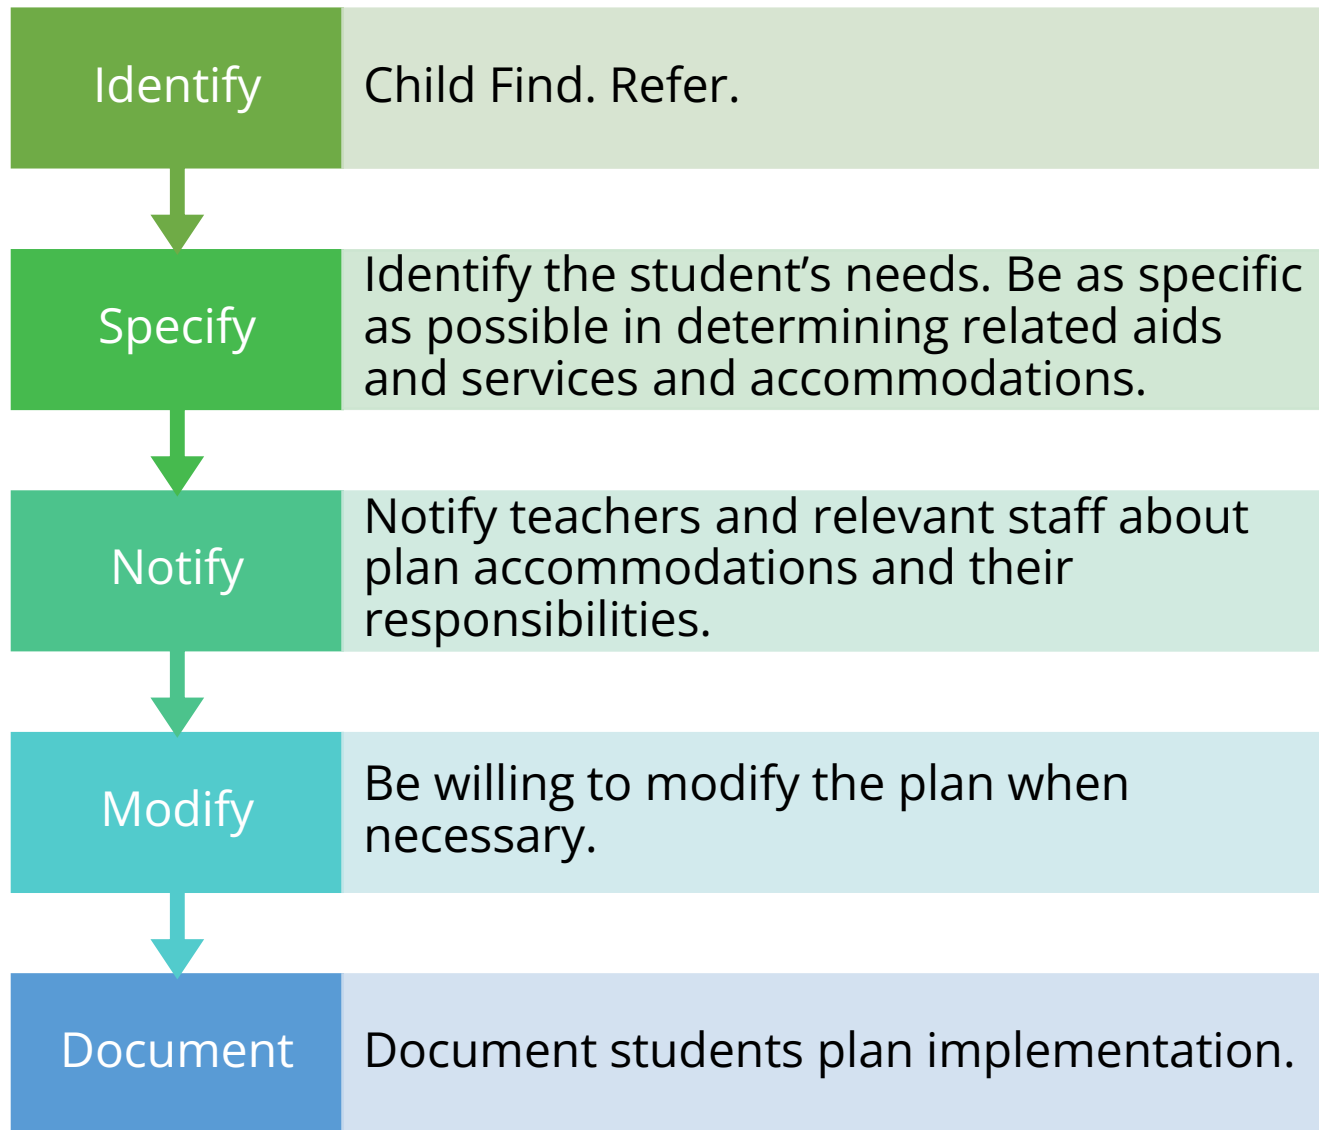 Identify
Child Find. Refer.
Specify
Identify the student’s needs. Be as specific
as possible in determining related aids
and services and accommodations.
Notify
Notify teachers and relevant staff about
plan accommodations and their
responsibilities.
Modify
Be willing to modify the plan when
necessary.
Document
Document students plan implementation.